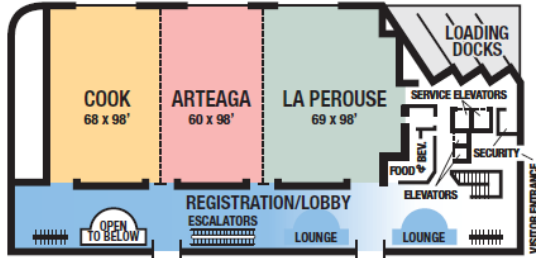 LOADING
DOCKS
COOK
68 x 98'
ARTEAGA
60 x 98'
LA PEROUSE
69 x 98'
SERVICE ELEVATORS
SECURITY
FOOD & BEV.
ELEVATORS
VISITOR ENTRANCE
REGISTRATION/LOBBY
OPEN
TO BELOW
ESCALATORS
LOUNGE
LOUNGE